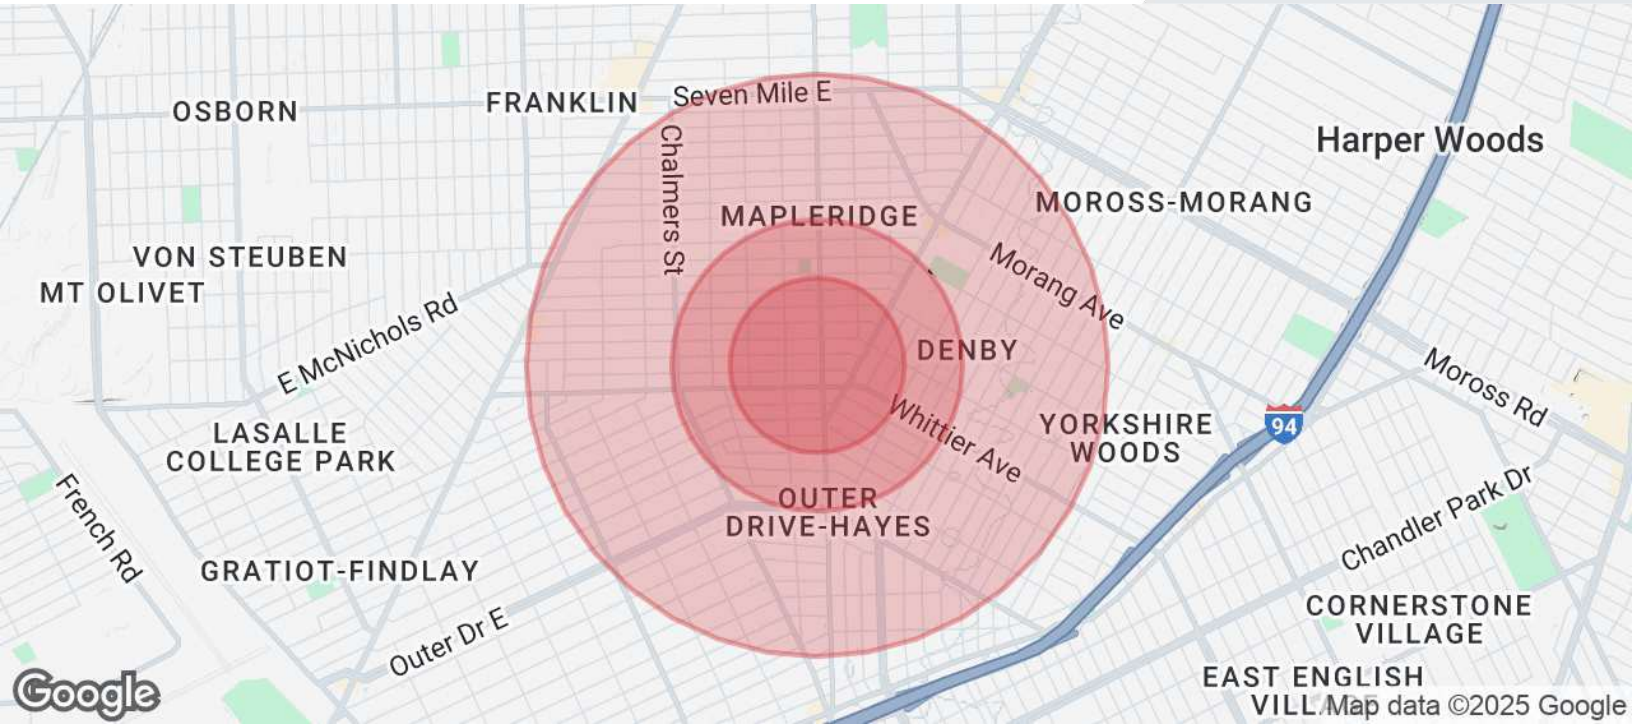 OSBORN
FRANKLIN
Seven Mile E
Chalmers St
Harper Woods
MAPLERIDGE
MOROSS-MORANG
VON STEUBEN
MT OLIVET
Morang Ave
E McNichols Rd
DENBY
Moross Rd
94
Whittier Ave
YORKSHIRE
WOODS
LASALLE
COLLEGE PARK
French Rd
OUTER
DRIVE-HAYES
Chandler Park Dr
GRATIOT-FINDLAY
Outer Dr E
CORNERSTONE
VILLAGE
EAST ENGLISH
Google
Map data ©2025 Google